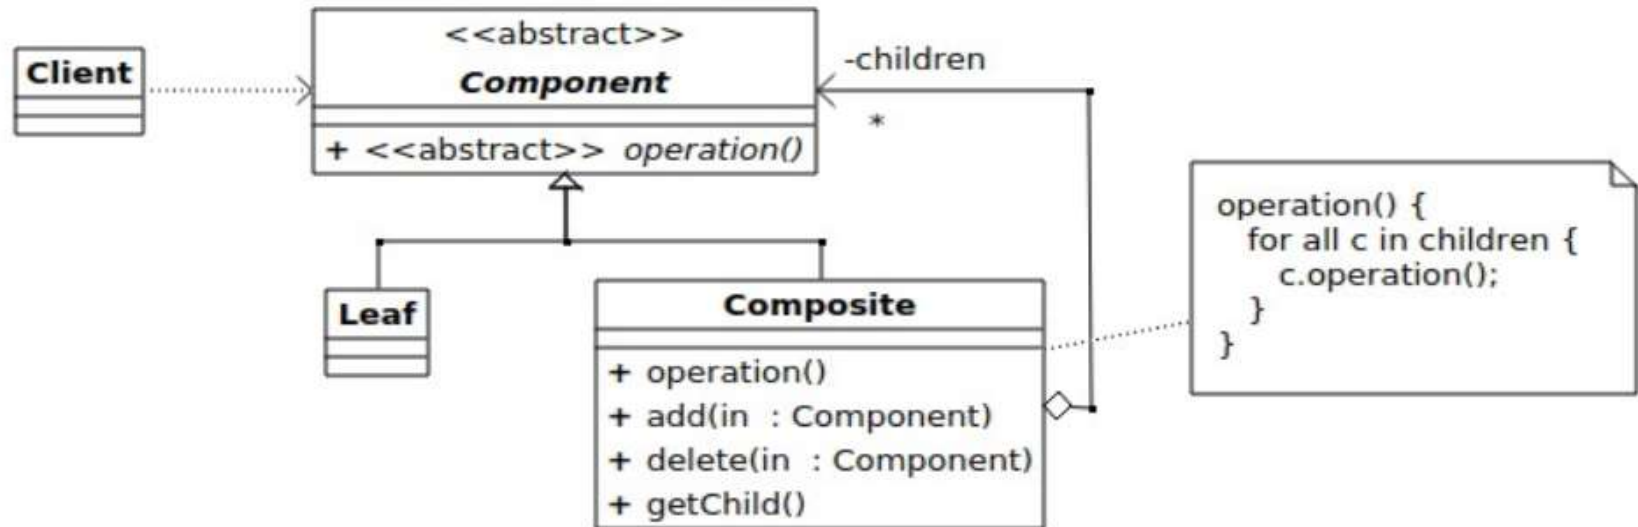 Client
<<abstract>>
Component
+ <<abstract>> operation()
-children
*
Leaf
Composite
+ operation()
+ add(in  : Component)
+ delete(in  : Component)
+ getChild()
operation() {
for all c in children {
c.operation();
}
}